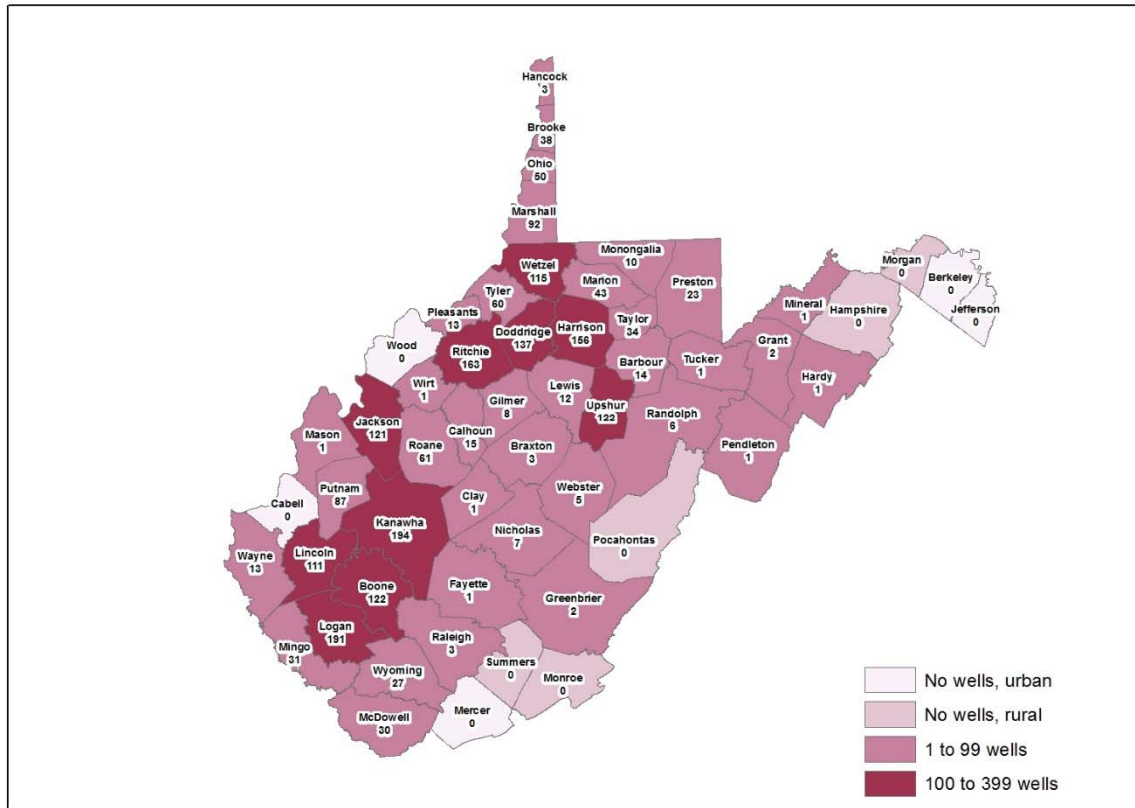 Hancock
3
Brooke
38
Ohio
50
Marshall
92
Wetzel
115
Monongalia
10
Marion
43
Preston
23
Tyler
60
Pleasants
13
Doddridge
137
Harrison
156
Taylor
34
Ritchie
163
Wood
0
Barbour
14
Tucker
1
Mineral
1
Grant
2
Hampshire
0
Morgan
0
Berkeley
0
Jefferson
0
Hardy
1
Wirt
1
Lewis
12
Gilmer
8
Upshur
122
Randolph
6
Pendleton
1
Jackson
121
Mason
1
Roane
61
Calhoun
15
Braxton
3
Putnam
87
Cabell
0
Kanawha
194
Clay
1
Webster
5
Nicholas
7
Pocahontas
0
Wayne
13
Lincoln
111
Boone
122
Fayette
1
Greenbrier
2
Logan
191
Mingo
31
Raleigh
3
Wyoming
27
Summers
0
Monroe
0
McDowell
30
Mercer
0
No wells, urban
No wells, rural
1 to 99 wells
100 to 399 wells